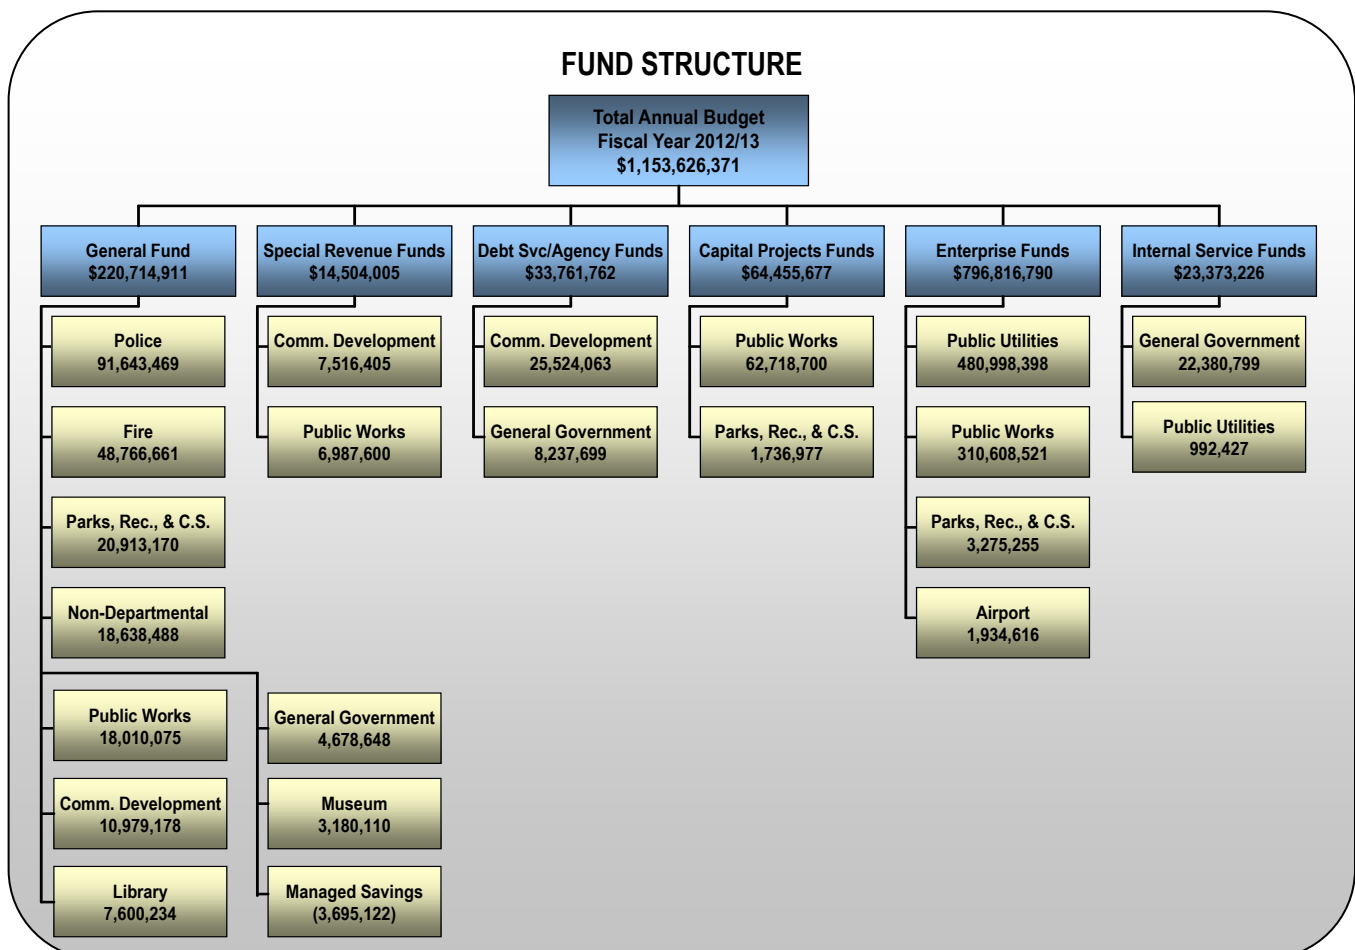 FUND STRUCTURE
Total Annual Budget
Fiscal Year 2012/13
$1,153,626,371
General Fund
$220,714,911
Police
91,643,469
Fire
48,766,661
Parks, Rec., & C.S.
20,913,170
Non-Departmental
18,638,488
Public Works
18,010,075
Comm. Development
10,979,178
Library
7,600,234
General Government
4,678,648
Museum
3,180,110
Managed Savings
(3,695,122)
Special Revenue Funds
$14,504,005
Comm. Development
7,516,405
Public Works
6,987,600
Debt Svc/Agency Funds
$33,761,762
Comm. Development
25,524,063
General Government
8,237,699
Capital Projects Funds
$64,455,677
Public Works
62,718,700
Parks, Rec., & C.S.
1,736,977
Enterprise Funds
$796,816,790
Public Utilities
480,998,398
Public Works
310,608,521
Parks, Rec., & C.S.
3,275,255
Airport
1,934,616
Internal Service Funds
$23,373,226
General Government
22,380,799
Public Utilities
992,427